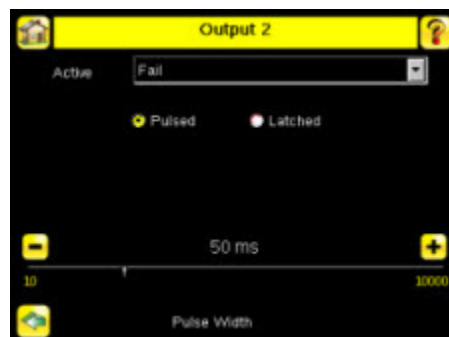 Output 2
Active Fail
Pulsed Latched
50 ms
10 10000
Pulse Width